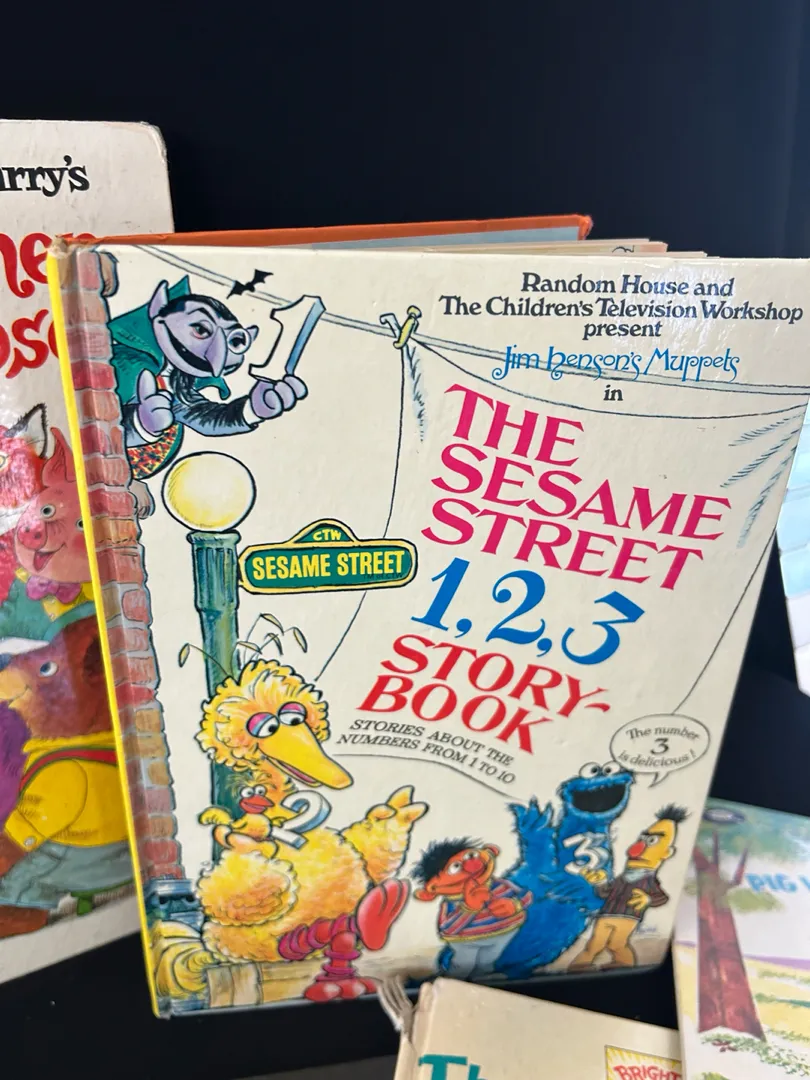 Random House and
The Children's Television Workshop
present
Jim Henson's Muppets
in
THE
SESAME
STREET
1, 2, 3
STORY-
BOOK
STORIES ABOUT THE
NUMBERS FROM 1 TO 10
1
CTW
SESAME STREET
2
The number
3
is delicious!
3
PIG
BRIGHT